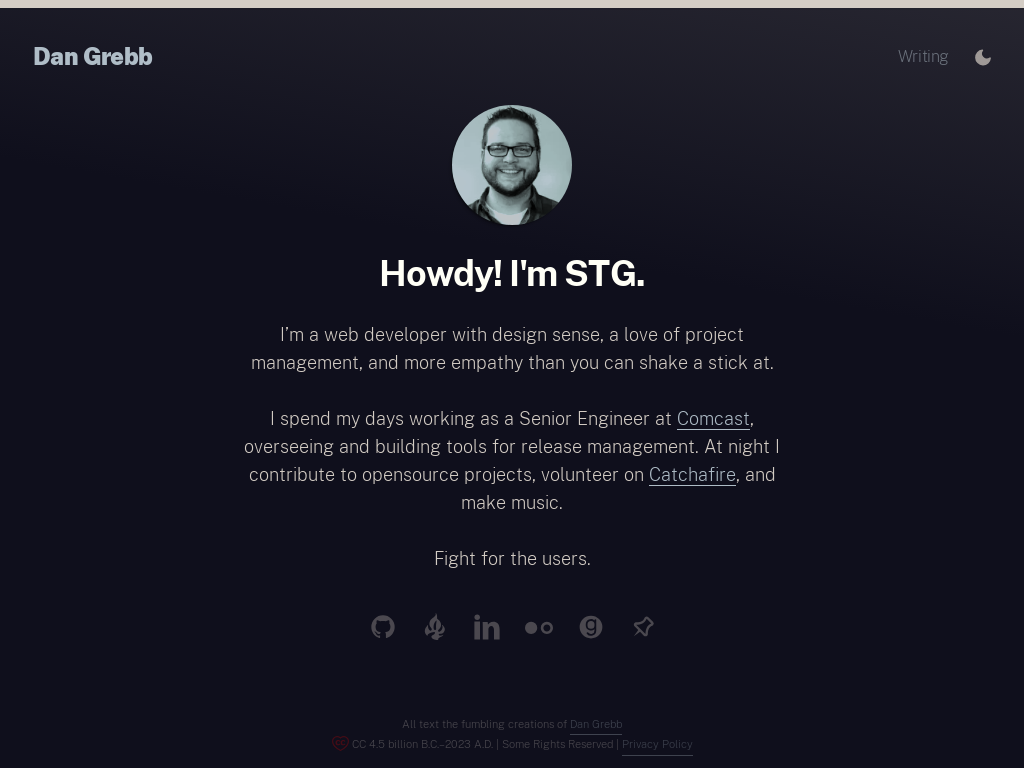 Dan Grebb
Writing
Howdy! I'm STG.
I’m a web developer with design sense, a love of project
management, and more empathy than you can shake a stick at.
I spend my days working as a Senior Engineer at Comcast,
overseeing and building tools for release management. At night I
contribute to opensource projects, volunteer on Catchafire, and
make music.
Fight for the users.
All text the fumbling creations of Dan Grebb
CC 4.5 billion B.C.–2023 A.D. | Some Rights Reserved | Privacy Policy